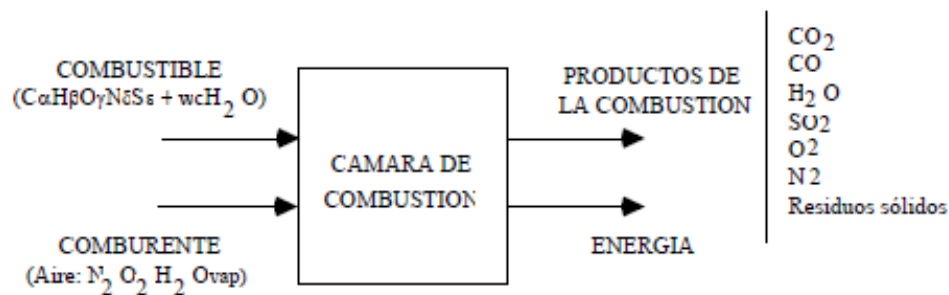 COMBUSTIBLE
(CαHβOγNδSε + wcH2 O)
COMBURENTE
(Aire: N2 O2 H2 Ovap)
CAMARA DE
COMBUSTION
PRODUCTOS DE
LA COMBUSTION
ENERGIA
CO2
CO
H2 O
SO2
O2
N2
Residuos sólidos